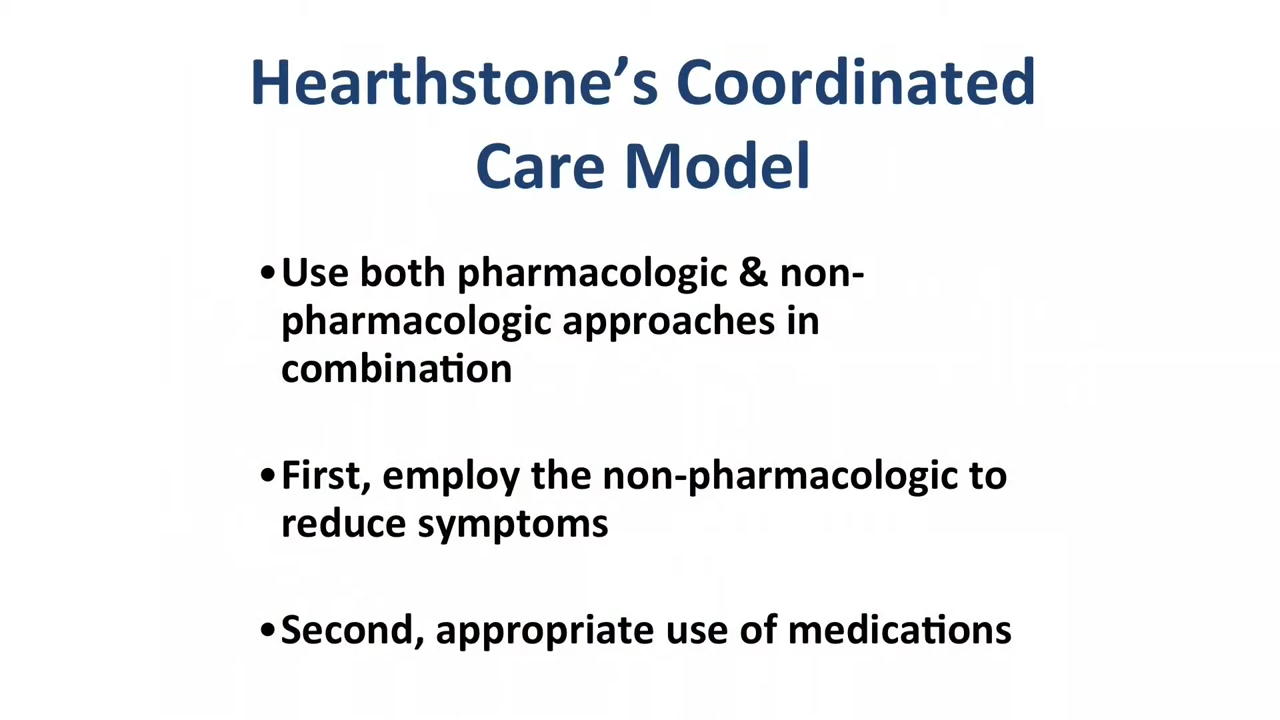 Hearthstone’s Coordinated
Care Model
•Use both pharmacologic & non-
pharmacologic approaches in
combination
•First, employ the non-pharmacologic to
reduce symptoms
•Second, appropriate use of medications